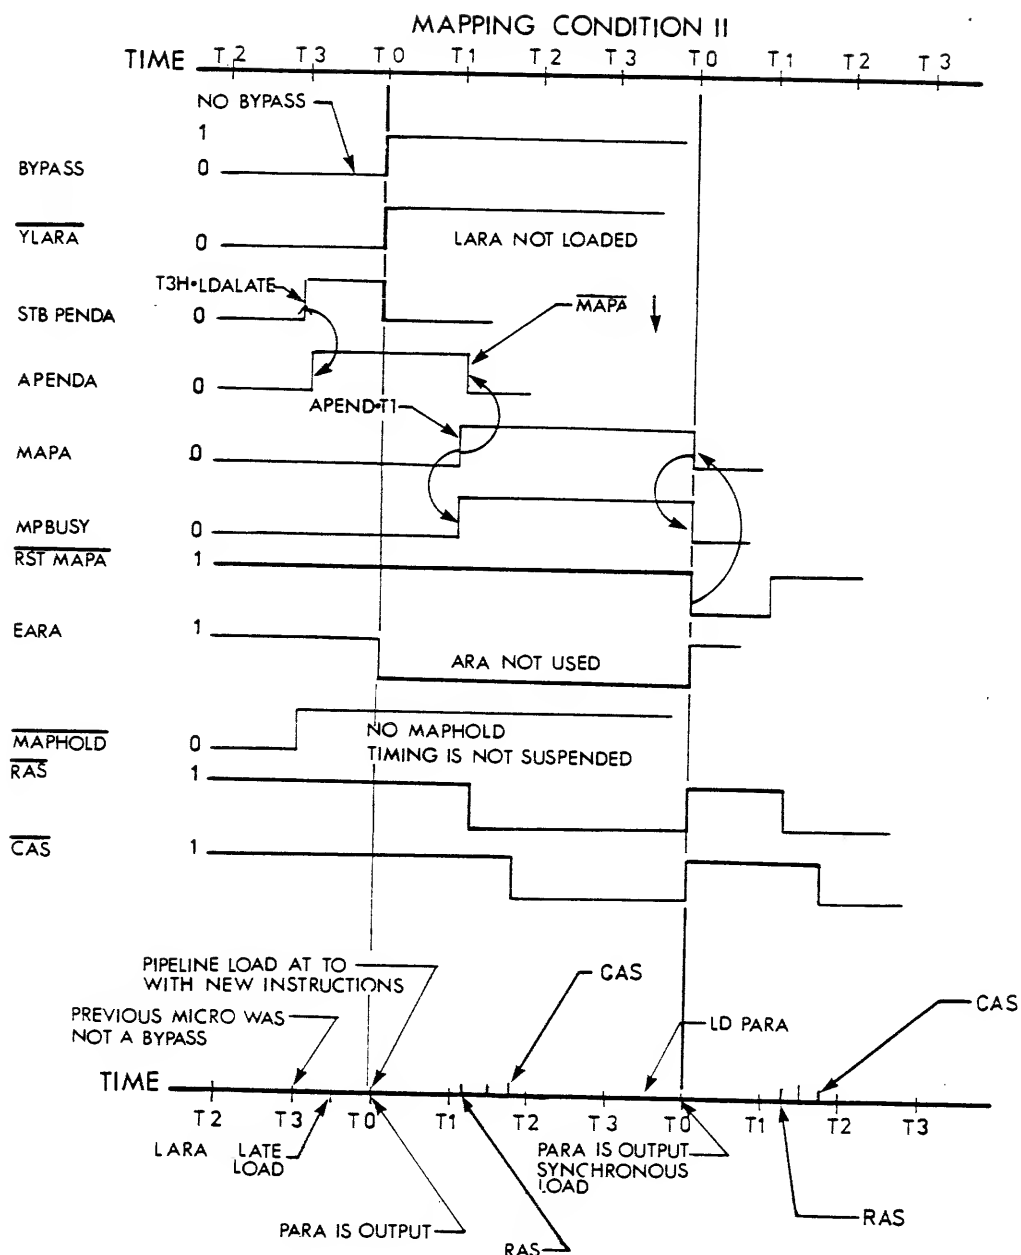 MAPPING CONDITION II
TIME T2 T3 T0 T1 T2 T3 T0 T1 T2 T3
NO BYPASS
1
BYPASS 0
YLARA 0 LARA NOT LOADED
T3H•LDALATE
MAPA
STB PENDA 0
APENDA 0
APEND•T1
MAPA 0
MPBUSY 0
RST MAPA 1
EARA 1
ARA NOT USED
MAPHOLD 0 NO MAPHOLD
TIMING IS NOT SUSPENDED
RAS 1
CAS 1
PIPELINE LOAD AT TO
WITH NEW INSTRUCTIONS
CAS
CAS
PREVIOUS MICRO WAS
NOT A BYPASS
LD PARA
TIME
T2 T3 T0 T1 T2 T3 T0 T1 T2 T3
LARA LATE
LOAD
PARA IS OUTPUT
SYNCHRONOUS
LOAD
PARA IS OUTPUT
RAS
RAS